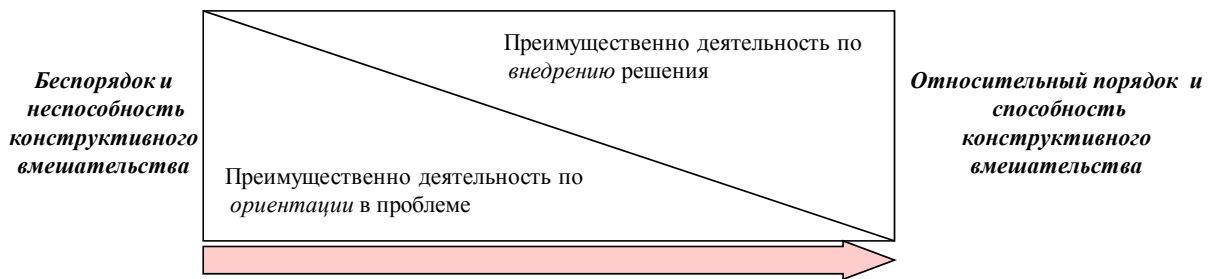 Беспорядок и
неспособность
конструктивного
вмешательства
Преимущественно деятельность по
внедрению решения
Преимущественно деятельность по
ориентации в проблеме
Относительный порядок и
способность
конструктивного
вмешательства